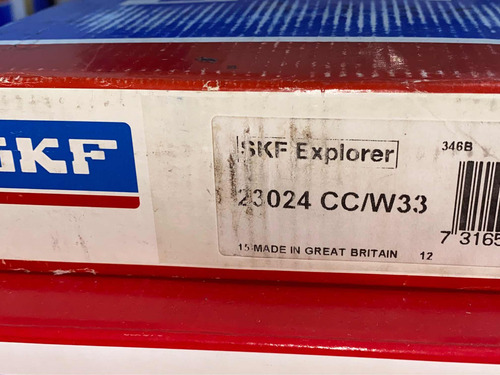 SKF
SKF Explorer
346B
23024 CC/W33
15 MADE IN GREAT BRITAIN 12
7 3165